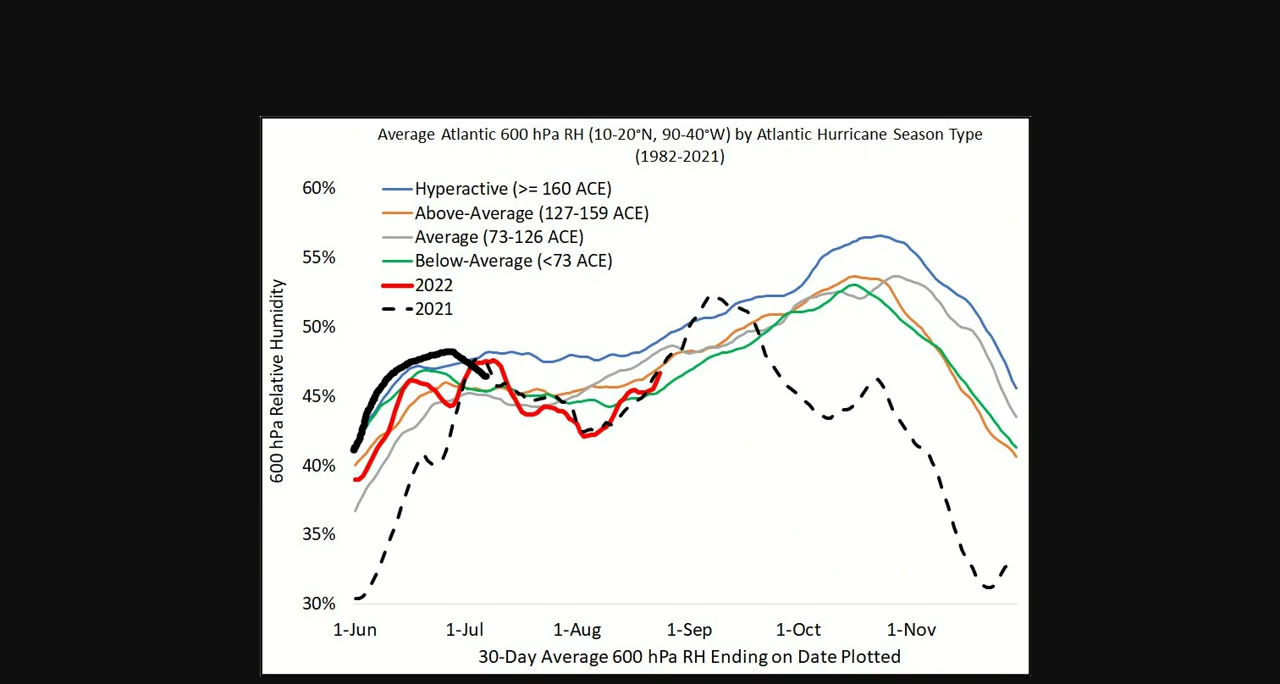 Average Atlantic 600 hPa RH (10-20°N, 90-40°W) by Atlantic Hurricane Season Type
(1982-2021)
60%
Hyperactive (>= 160 ACE)
Above-Average (127-159 ACE)
55%
Average (73-126 ACE)
Below-Average (<73 ACE)
2022
2021
50%
45%
40%
35%
30%
600 hPa Relative Humidity
1-Jun
1-Jul
1-Aug
1-Sep
1-Oct
1-Nov
30-Day Average 600 hPa RH Ending on Date Plotted